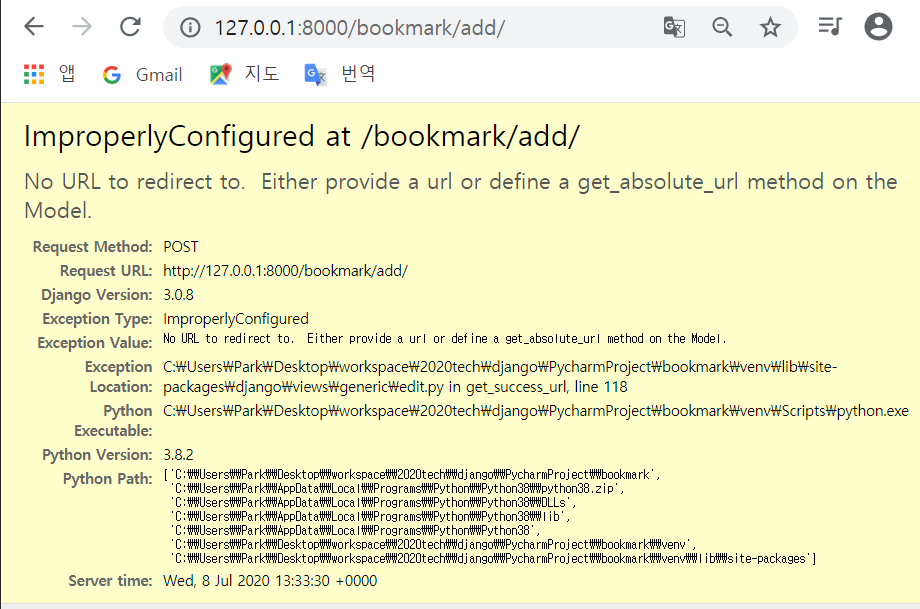 127.0.0.1:8000/bookmark/add/
앱 Gmail 지도 번역
ImproperlyConfigured at /bookmark/add/
No URL to redirect to. Either provide a url or define a get_absolute_url method on the
Model.
Request Method: POST
Request URL: http://127.0.0.1:8000/bookmark/add/
Django Version: 3.0.8
Exception Type: ImproperlyConfigured
Exception Value: No URL to redirect to. Either provide a url or define a get_absolute_url method on the Model.
Exception C:₩Users₩Park₩Desktop₩workspace₩2020tech₩django₩PycharmProject₩bookmark₩venv₩lib₩site-
Location: packages₩django₩views₩generic₩edit.py in get_success_url, line 118
Python C:₩Users₩Park₩Desktop₩workspace₩2020tech₩django₩PycharmProject₩bookmark₩venv₩Scripts₩python.exe
Executable:
Python Version: 3.8.2
Python Path: ['C:₩₩Users₩₩Park₩₩Desktop₩₩workspace₩₩2020tech₩₩django₩₩PycharmProject₩₩bookmark',
'C:₩₩Users₩₩Park₩₩AppData₩₩Local₩₩Programs₩₩Python₩₩Python38₩₩python38.zip',
'C:₩₩Users₩₩Park₩₩AppData₩₩Local₩₩Programs₩₩Python₩₩Python38₩₩DLLs',
'C:₩₩Users₩₩Park₩₩AppData₩₩Local₩₩Programs₩₩Python₩₩Python38₩₩lib',
'C:₩₩Users₩₩Park₩₩AppData₩₩Local₩₩Programs₩₩Python₩₩Python38',
'C:₩₩Users₩₩Park₩₩Desktop₩₩workspace₩₩2020tech₩₩django₩₩PycharmProject₩₩bookmark₩₩venv',
'C:₩₩Users₩₩Park₩₩Desktop₩₩workspace₩₩2020tech₩₩django₩₩PycharmProject₩₩bookmark₩₩venv₩₩lib₩₩site-packages']
Server time: Wed, 8 Jul 2020 13:33:30 +0000